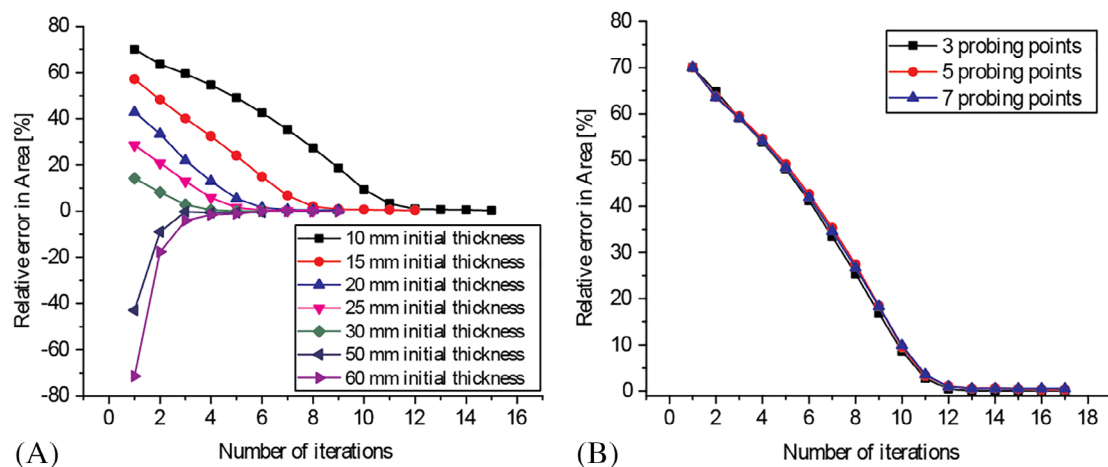 80
60
40
20
0
-20
-40
-60
-80
Relative error in Area [%]
10 mm initial thickness
15 mm initial thickness
20 mm initial thickness
25 mm initial thickness
30 mm initial thickness
50 mm initial thickness
60 mm initial thickness
0 2 4 6 8 10 12 14 16
Number of iterations
(A)
80
70
60
50
40
30
20
10
0
Relative error in Area [%]
3 probing points
5 probing points
7 probing points
0 2 4 6 8 10 12 14 16 18
Number of iterations
(B)